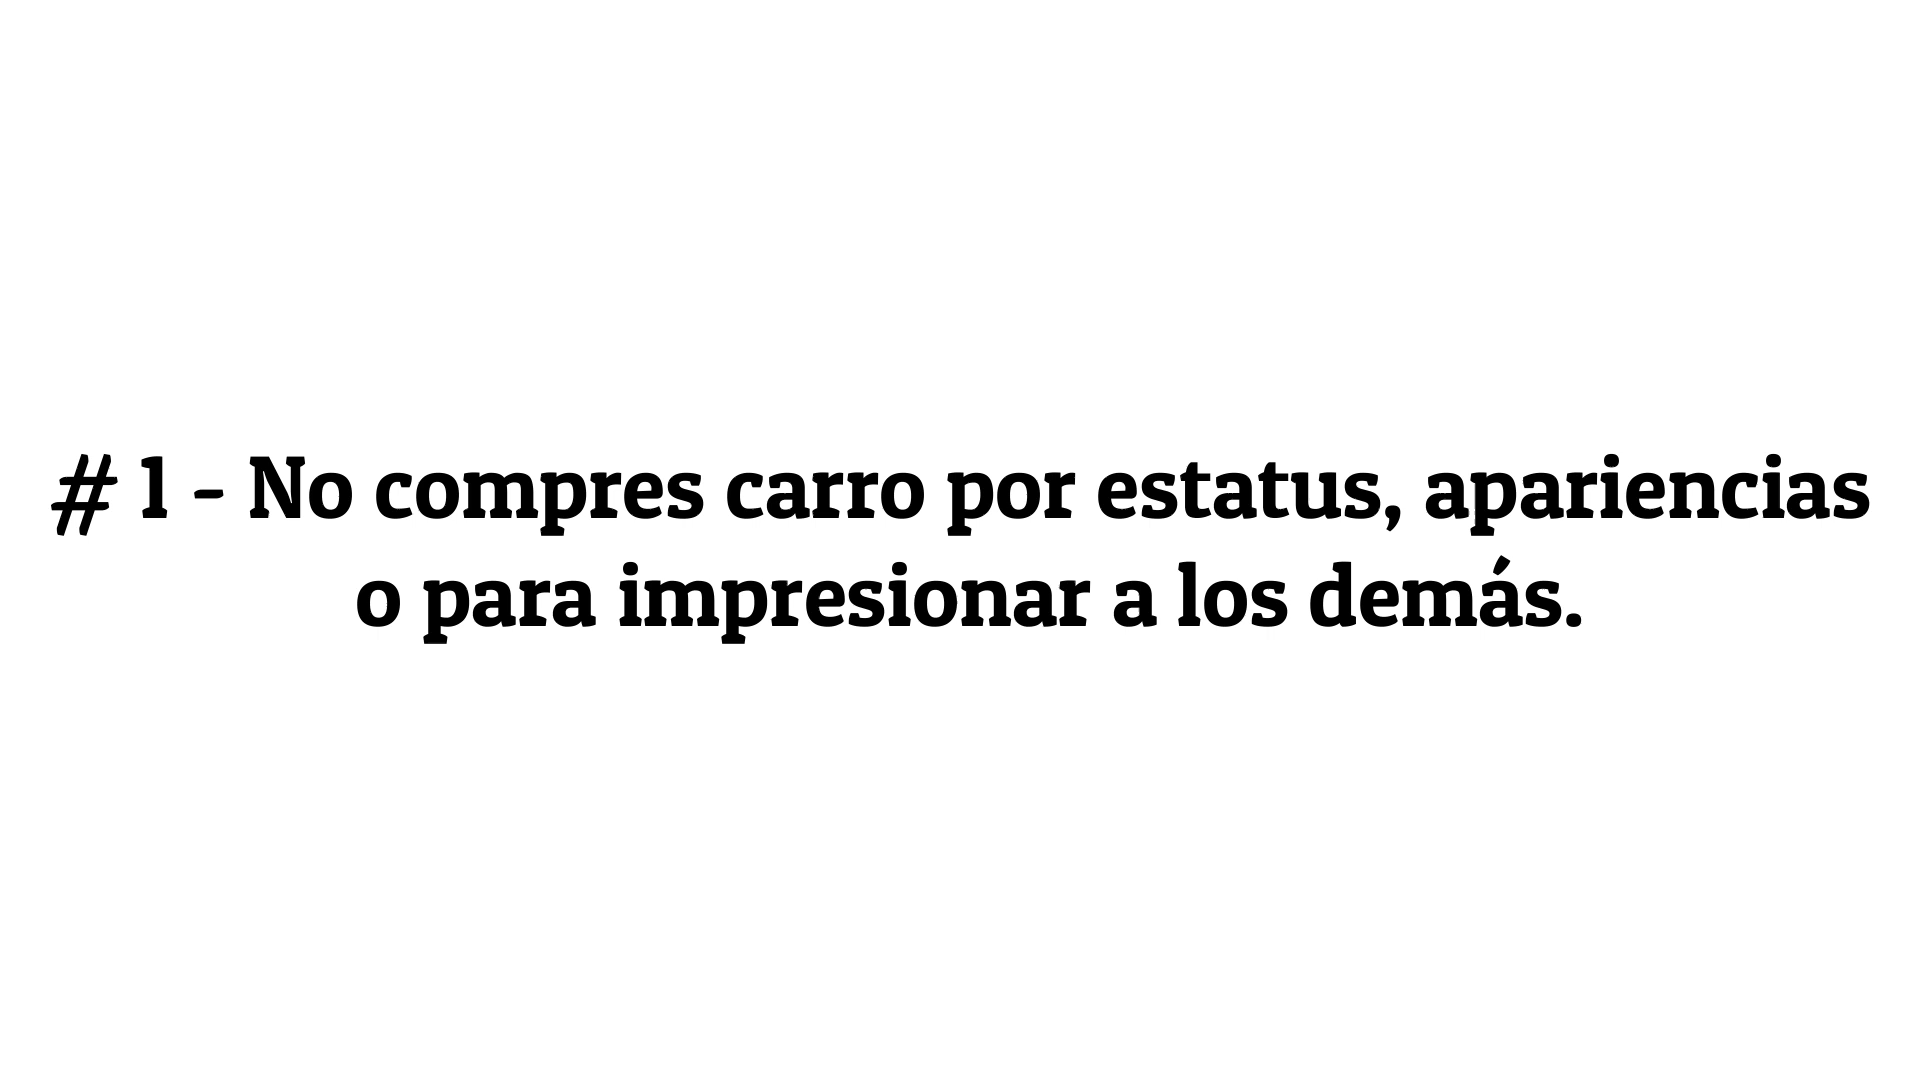 # 1 - No compres carro por estatus, apariencias
o para impresionar a los demás.